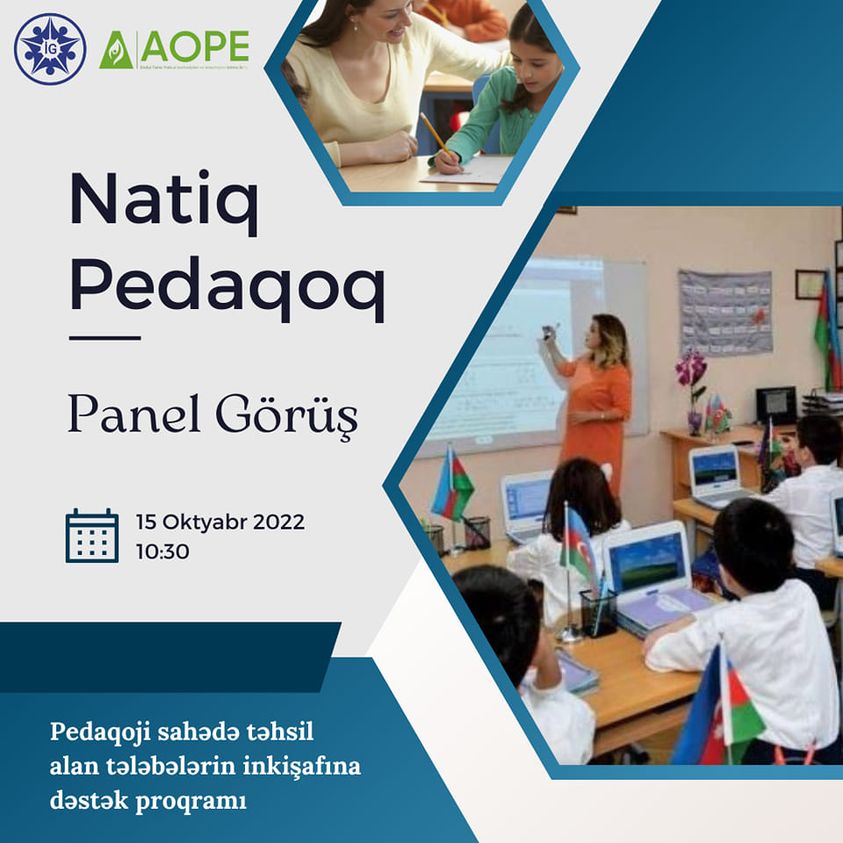 İG
AOPE
Natiq
Pedaqoq
Panel Görüş
15 Oktyabr 2022
10:30
Pedaqoji sahədə təhsil
alan tələbələrin inkişafına
dəstək proqramı